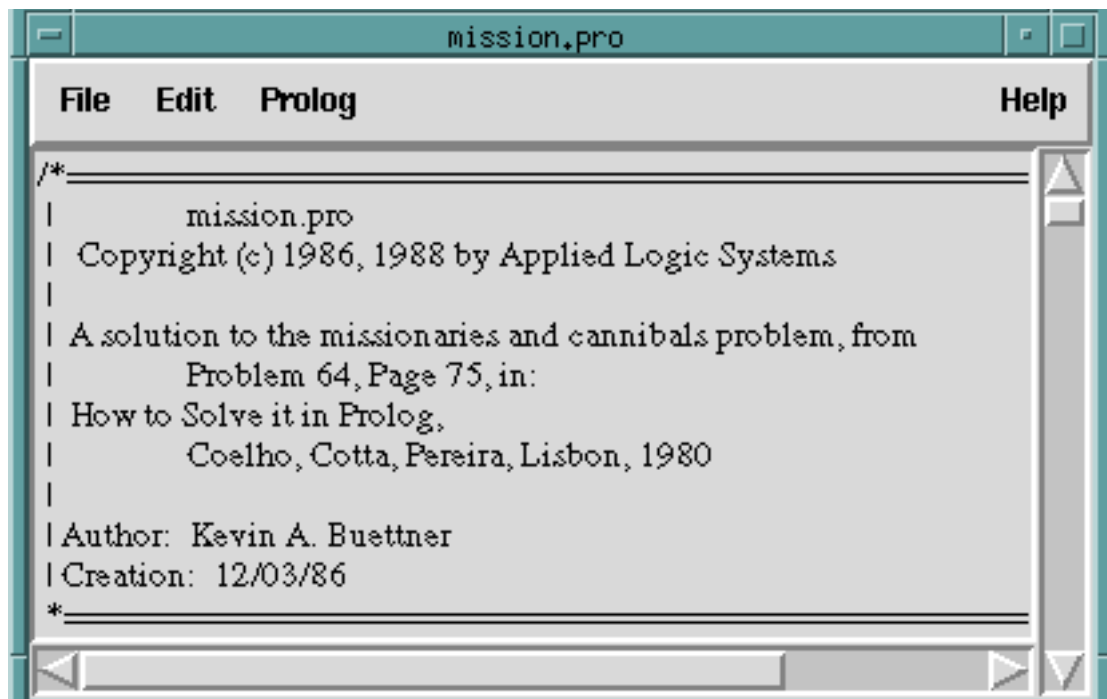 mission.pro
File Edit Prolog Help
/*================================================
| mission.pro
| Copyright (c) 1986, 1988 by Applied Logic Systems
|
| A solution to the missionaries and cannibals problem, from
| Problem 64, Page 75, in:
| How to Solve it in Prolog,
| Coelho, Cotta, Pereira, Lisbon, 1980
|
| Author: Kevin A. Buettner
| Creation: 12/03/86
*================================================